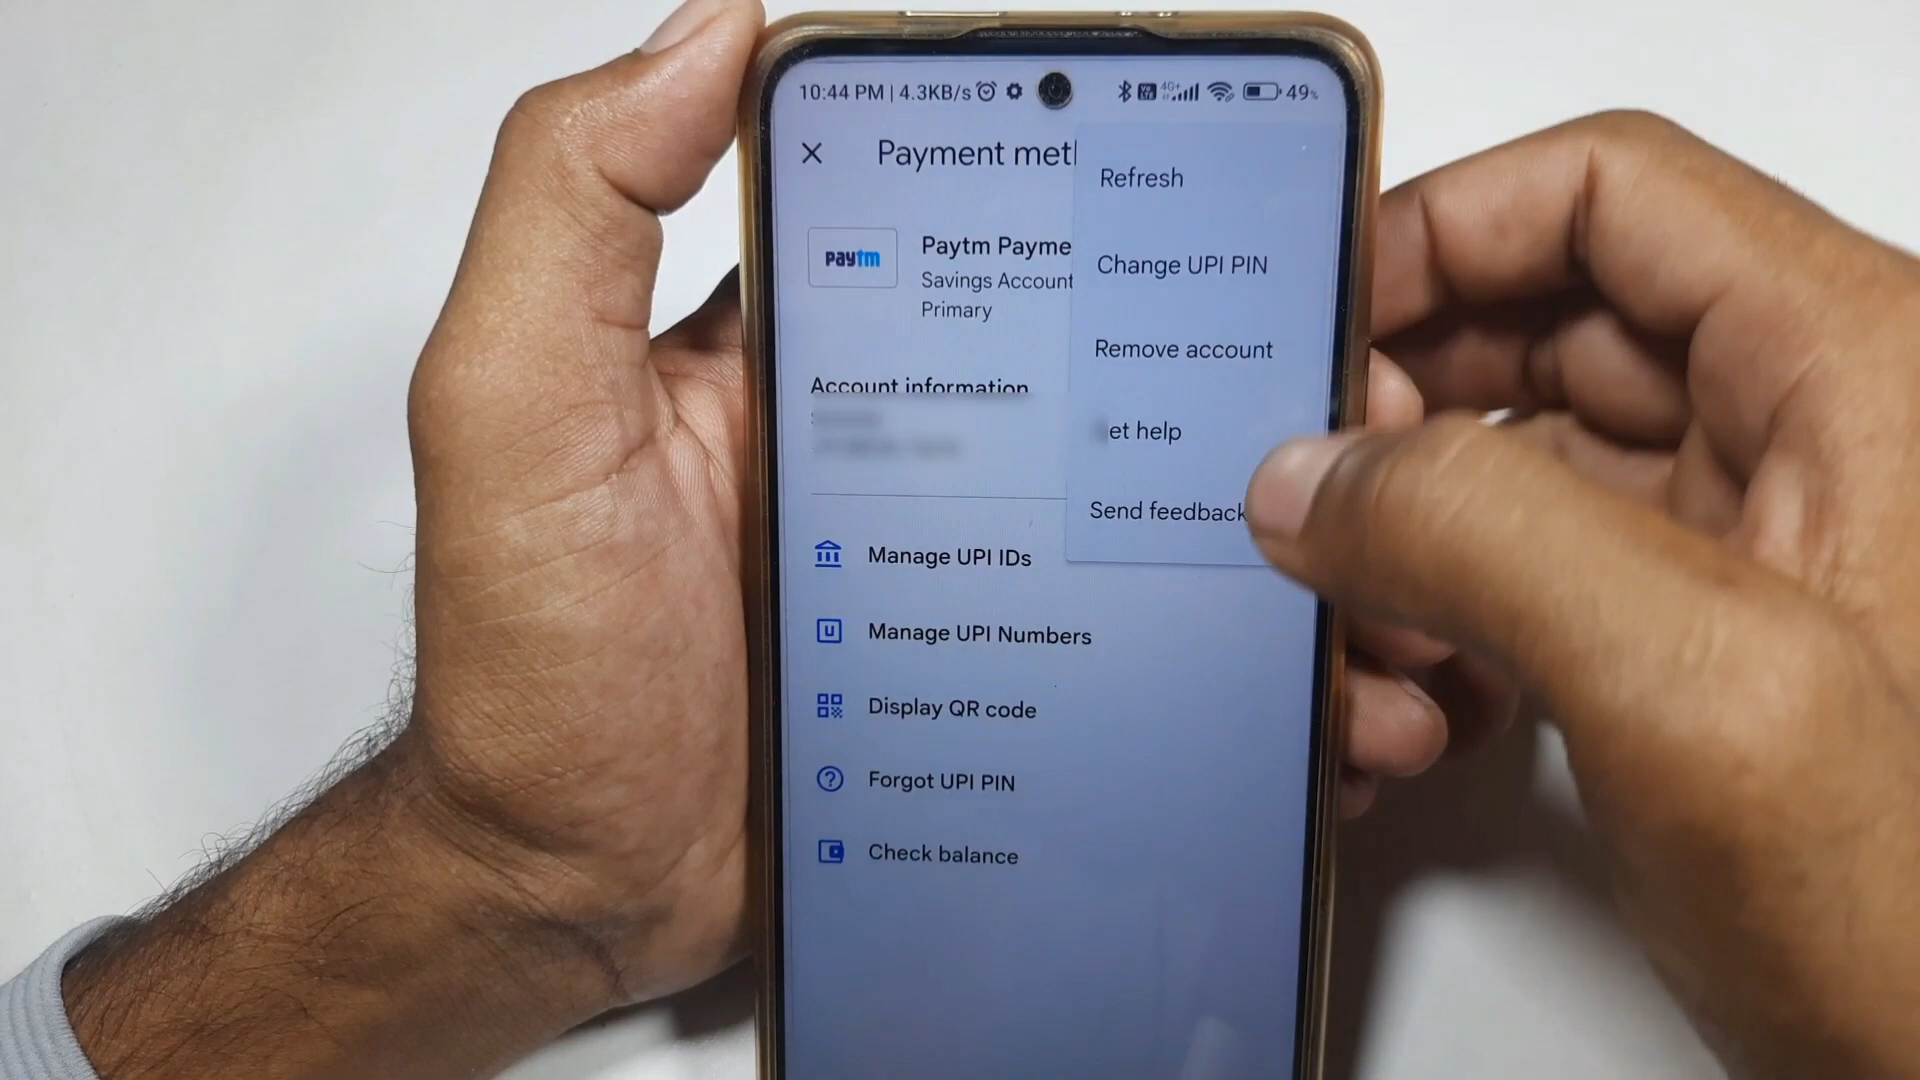 10:44 PM | 4.3KB/s 4G+ 49%
Payment met
Refresh
paytm
Paytm Payme
Savings Account
Primary
Change UPI PIN
Remove account
Account information
et help
Send feedback
Manage UPI IDs
Manage UPI Numbers
Display QR code
Forgot UPI PIN
Check balance